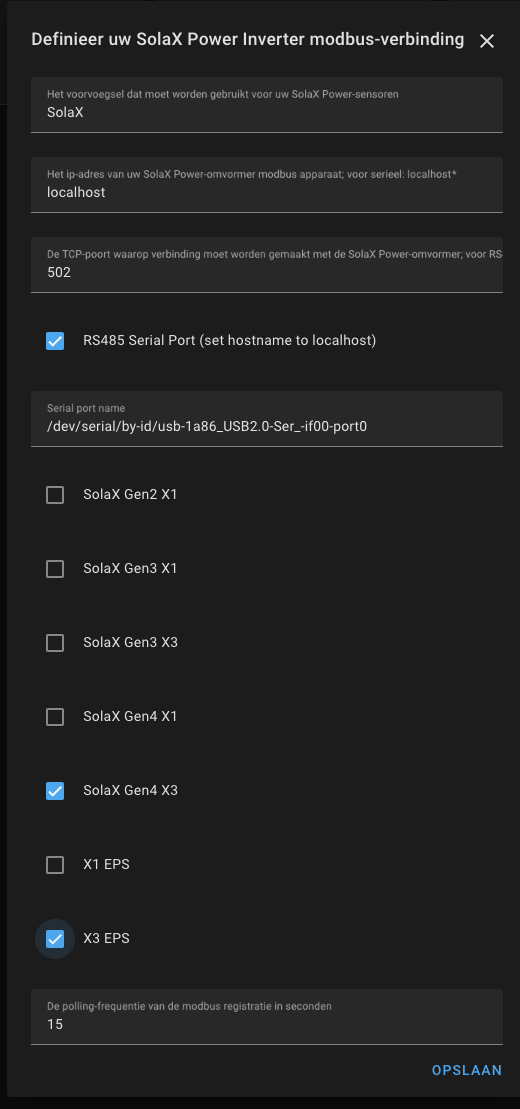 Definieer uw SolaX Power Inverter modbus-verbinding
Het voorvoegsel dat moet worden gebruikt voor uw SolaX Power-sensoren
SolaX
Het ip-adres van uw SolaX Power-omvormer modbus apparaat; voor serieel: localhost*
localhost
De TCP-poort waarop verbinding moet worden gemaakt met de SolaX Power-omvormer; voor RS
502
RS485 Serial Port (set hostname to localhost)
Serial port name
/dev/serial/by-id/usb-1a86_USB2.0-Ser_-if00-port0
SolaX Gen2 X1
SolaX Gen3 X1
SolaX Gen3 X3
SolaX Gen4 X1
SolaX Gen4 X3
X1 EPS
X3 EPS
De polling-frequentie van de modbus registratie in seconden
15
OPSLAAN